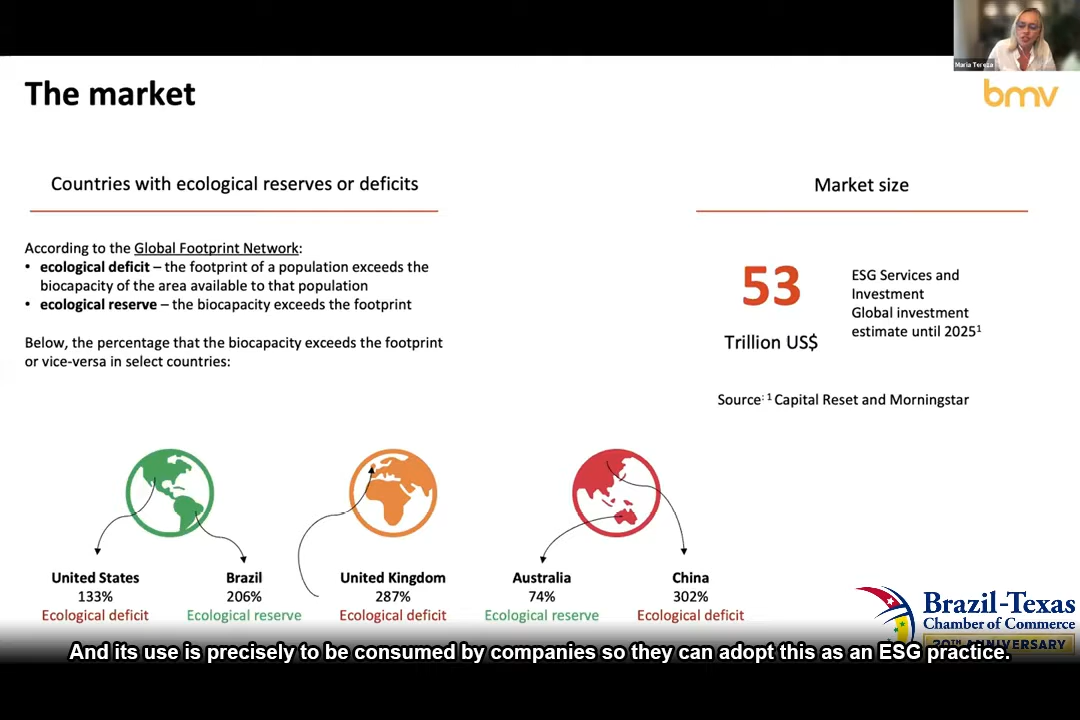 Maria Tereza
bmv
The market
Countries with ecological reserves or deficits
According to the Global Footprint Network:
• ecological deficit – the footprint of a population exceeds the
biocapacity of the area available to that population
• ecological reserve – the biocapacity exceeds the footprint
Below, the percentage that the biocapacity exceeds the footprint
or vice-versa in select countries:
Market size
53
Trillion US$
ESG Services and
Investment
Global investment
estimate until 2025¹
Source: ¹ Capital Reset and Morningstar
United States
133%
Ecological deficit
Brazil
206%
Ecological reserve
United Kingdom
287%
Ecological deficit
Australia
74%
Ecological reserve
China
302%
Ecological deficit
Brazil-Texas
Chamber of Commerce
20TH ANNIVERSARY
And its use is precisely to be consumed by companies so they can adopt this as an ESG practice.